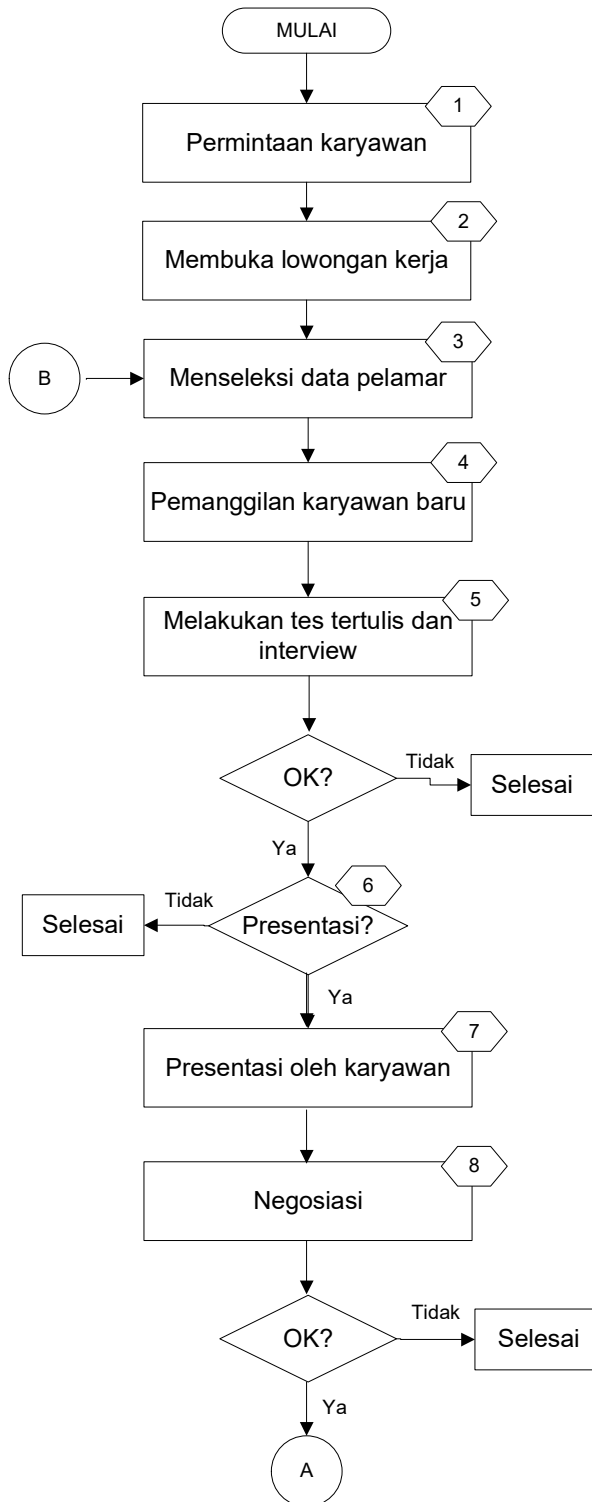 MULAI
1
Permintaan karyawan
2
Membuka lowongan kerja
3
B
Menseleksi data pelamar
4
Pemanggilan karyawan baru
5
Melakukan tes tertulis dan
interview
OK?
Tidak
Selesai
Ya
6
Presentasi?
Tidak
Selesai
Ya
7
Presentasi oleh karyawan
8
Negosiasi
OK?
Tidak
Selesai
Ya
A